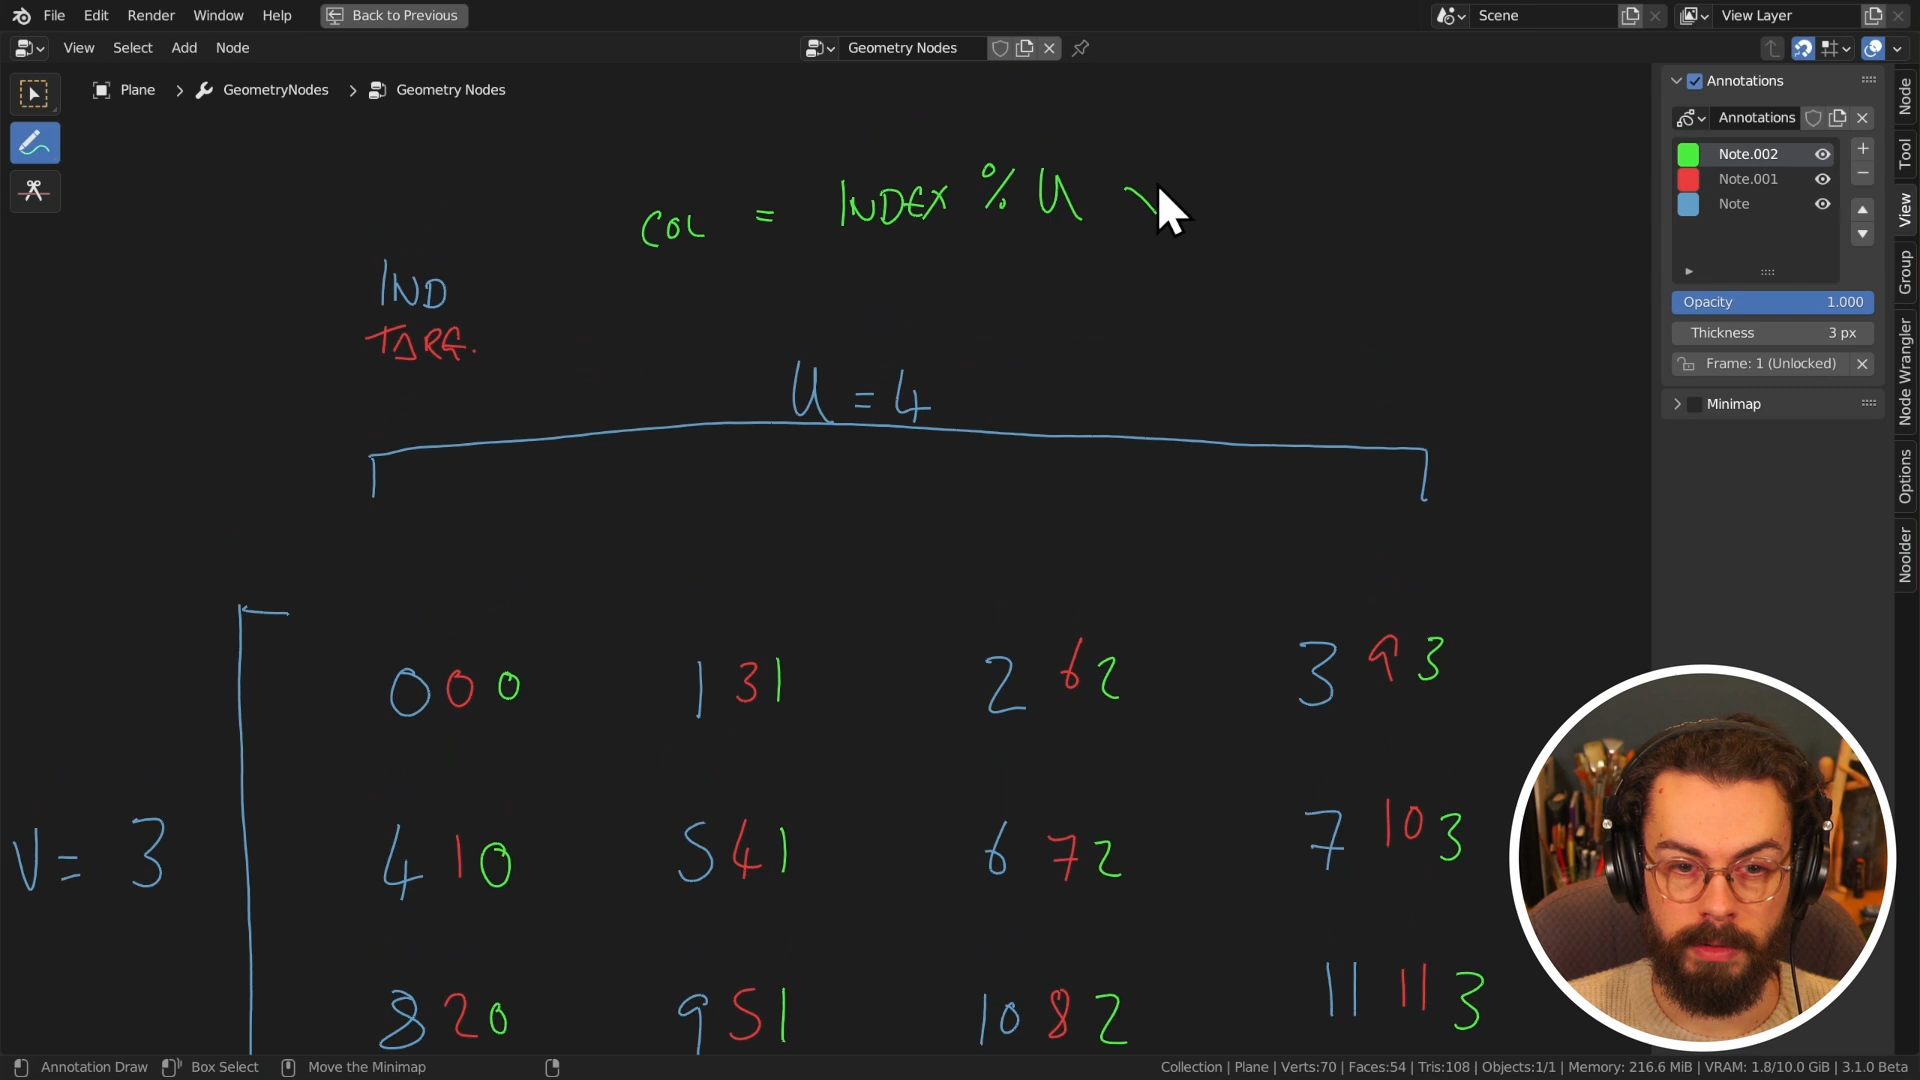 File Edit Render Window Help Back to Previous Scene View Layer
View Select Add Node Geometry Nodes
Plane > GeometryNodes > Geometry Nodes
Annotations
Annotations
Note.002
Note.001
Note
Opacity 1.000
Thickness 3 px
Frame: 1 (Unlocked)
Minimap
Node
Tool
View
Group
Node Wrangler
Options
Noolder
COL = INDEX % U
IND
TARG.
U = 4
0 0 0 1 3 1 2 6 2 3 9 3
V = 3
4 1 0 5 4 1 6 7 2 7 10 3
8 2 0 9 5 1 10 8 2 11 11 3
Annotation Draw Box Select Move the Minimap Collection | Plane | Verts:70 | Faces:54 | Tris:108 | Objects:1/1 | Memory: 216.6 MiB | VRAM: 1.8/10.0 GiB | 3.1.0 Beta